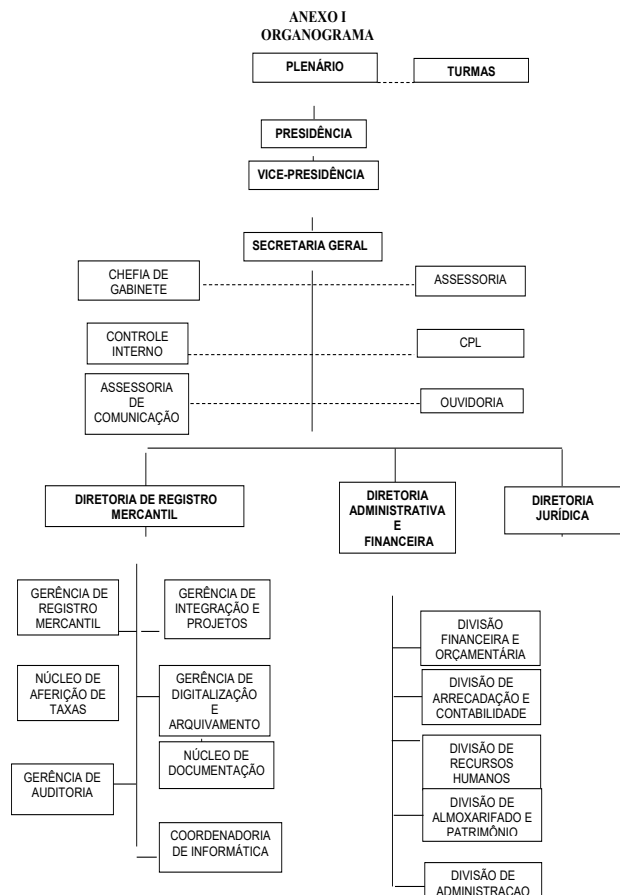 ANEXO I
ORGANOGRAMA
PLENÁRIO
TURMAS
PRESIDÊNCIA
VICE-PRESIDÊNCIA
SECRETARIA GERAL
CHEFIA DE
GABINETE
ASSESSORIA
CONTROLE
INTERNO
CPL
ASSESSORIA
DE
COMUNICAÇÃO
OUVIDORIA
DIRETORIA DE REGISTRO
MERCANTIL
DIRETORIA
ADMINISTRATIVA
E
FINANCEIRA
DIRETORIA
JURÍDICA
GERÊNCIA DE
REGISTRO
MERCANTIL
GERÊNCIA DE
INTEGRAÇÃO E
PROJETOS
NÚCLEO DE
AFERIÇÃO DE
TAXAS
GERÊNCIA DE
DIGITALIZAÇÂO
E
ARQUIVAMENTO
NÚCLEO DE
DOCUMENTAÇÃO
GERÊNCIA DE
AUDITORIA
COORDENADORIA
DE INFORMÁTICA
DIVISÃO
FINANCEIRA E
ORÇAMENTÁRIA
DIVISÃO DE
ARRECADAÇÃO E
CONTABILIDADE
DIVISÃO DE
RECURSOS
HUMANOS
DIVISÃO DE
ALMOXARIFADO E
PATRIMÔNIO
DIVISÃO DE
ADMINISTRAÇAO